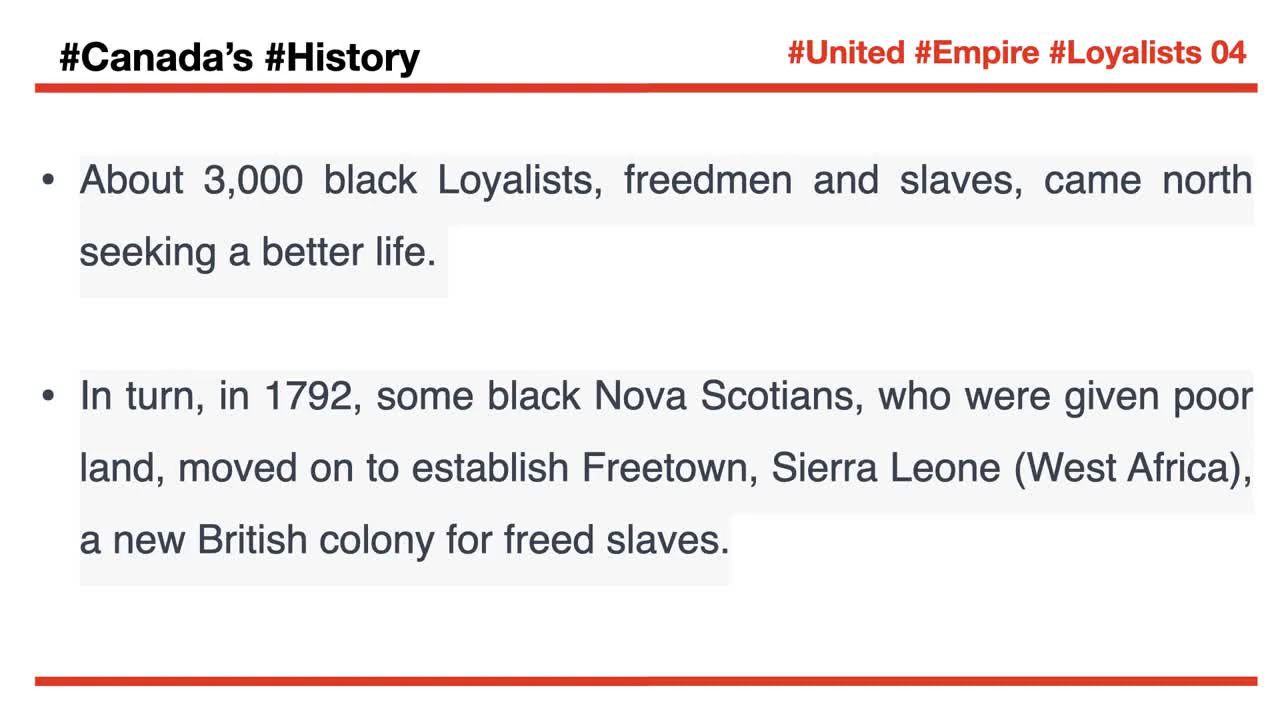 #Canada’s #History
#United #Empire #Loyalists 04
• About 3,000 black Loyalists, freedmen and slaves, came north
seeking a better life.
• In turn, in 1792, some black Nova Scotians, who were given poor
land, moved on to establish Freetown, Sierra Leone (West Africa),
a new British colony for freed slaves.